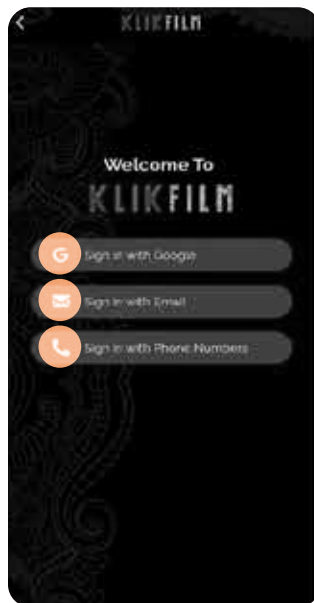 KLIKFILM
Welcome To
KLIKFILM
G
Sign in with Google
Sign in with Email
Sign in with Phone Numbers